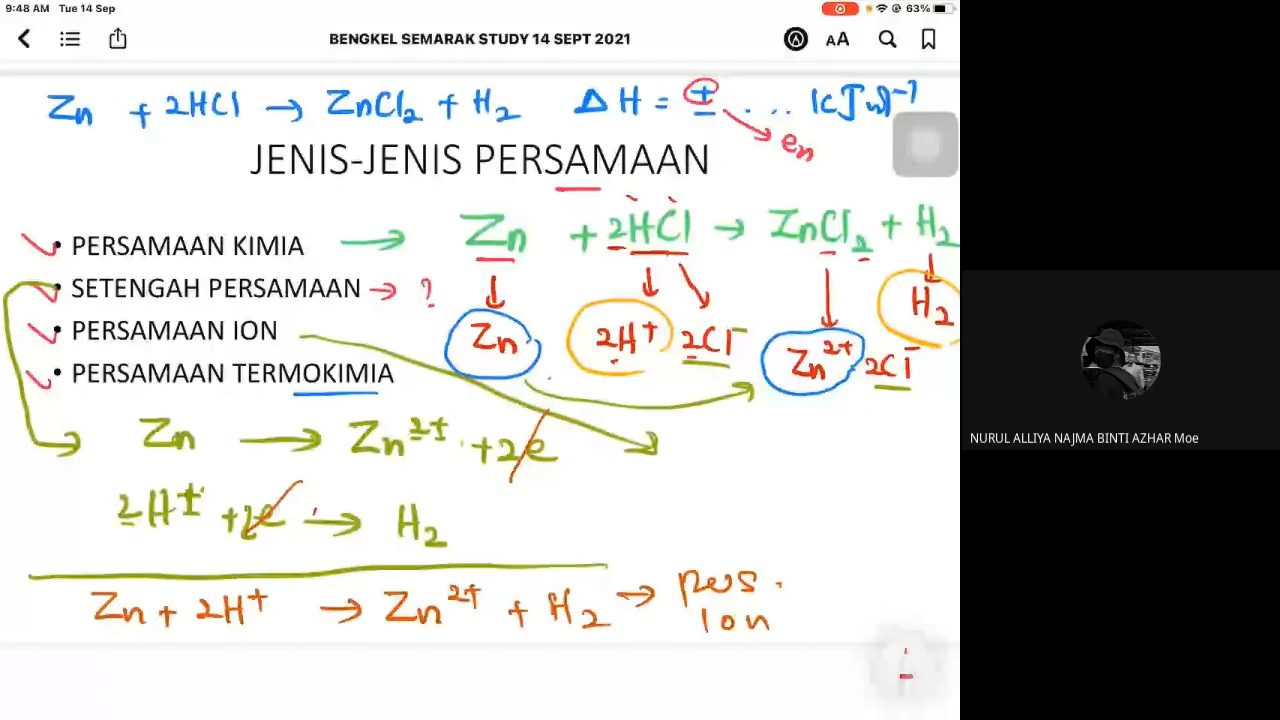 9:48 AM Tue 14 Sep
63%
BENGKEL SEMARAK STUDY 14 SEPT 2021
AA
Zn + 2HCl → ZnCl₂ + H₂ ΔH = ± ... kJmol⁻¹
en
JENIS-JENIS PERSAMAAN
• PERSAMAAN KIMIA → Zn + 2HCl → ZnCl₂ + H₂
• SETENGAH PERSAMAAN → ?
• PERSAMAAN ION
• PERSAMAAN TERMOKIMIA
Zn 2H⁺ 2Cl⁻ Zn²⁺ 2Cl⁻ H₂
Zn → Zn²⁺ + 2e
2H⁺ + 2e → H₂
Zn + 2H⁺ → Zn²⁺ + H₂ → pers.
Ion
NURUL ALLIYA NAJMA BINTI AZHAR Moe